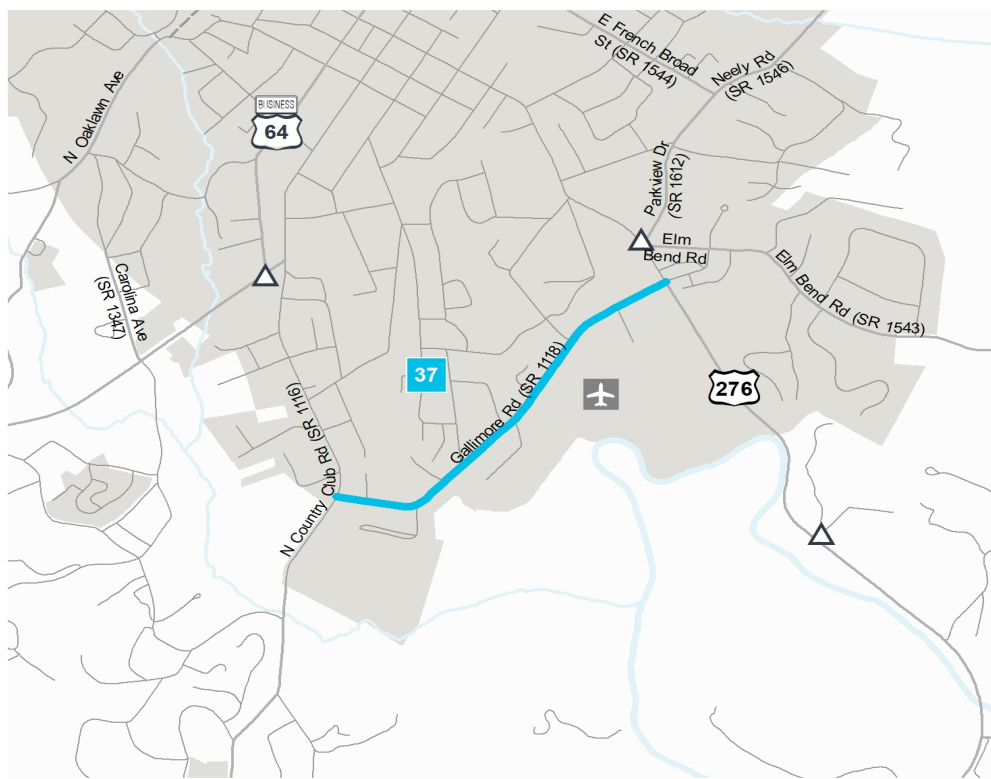 E French Broad
St (SR 1544)
Neely Rd
(SR 1546)
N Oaklawn Ave
BUSINESS
64
Parkview Dr
(SR 1612)
Elm
Bend Rd
Elm Bend Rd (SR 1543)
Carolina Ave
(SR 1347)
37
Gallimore Rd (SR 1118)
276
N Country Club Rd (SR 1116)